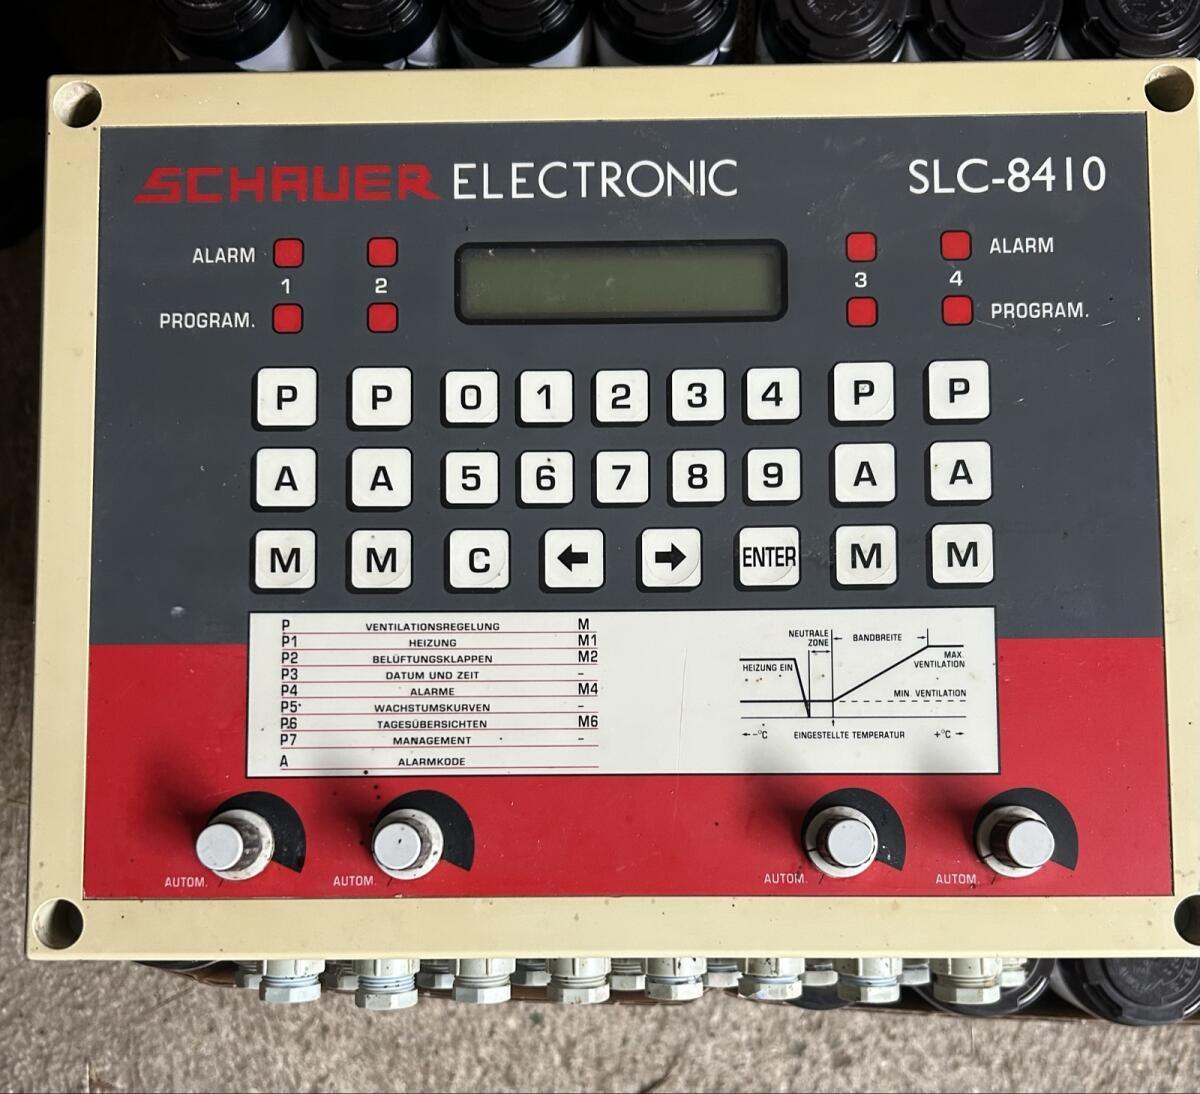 SCHAUER ELECTRONIC SLC-8410
ALARM ALARM
1 2 3 4
PROGRAM. PROGRAM.
P P 0 1 2 3 4 P P
A A 5 6 7 8 9 A A
M M C ← → ENTER M M
P VENTILATIONSREGELUNG M
P1 HEIZUNG M1
P2 BELÜFTUNGSKLAPPEN M2
P3 DATUM UND ZEIT -
P4 ALARME M4
P5 WACHSTUMSKURVEN -
P6 TAGESÜBERSICHTEN M6
P7 MANAGEMENT -
A ALARMKODE
NEUTRALE
ZONE
BANDBREITE
HEIZUNG EIN
MAX.
VENTILATION
MIN. VENTILATION
←-°C EINGESTELLTE TEMPERATUR +°C→
AUTOM. AUTOM. AUTOM. AUTOM.